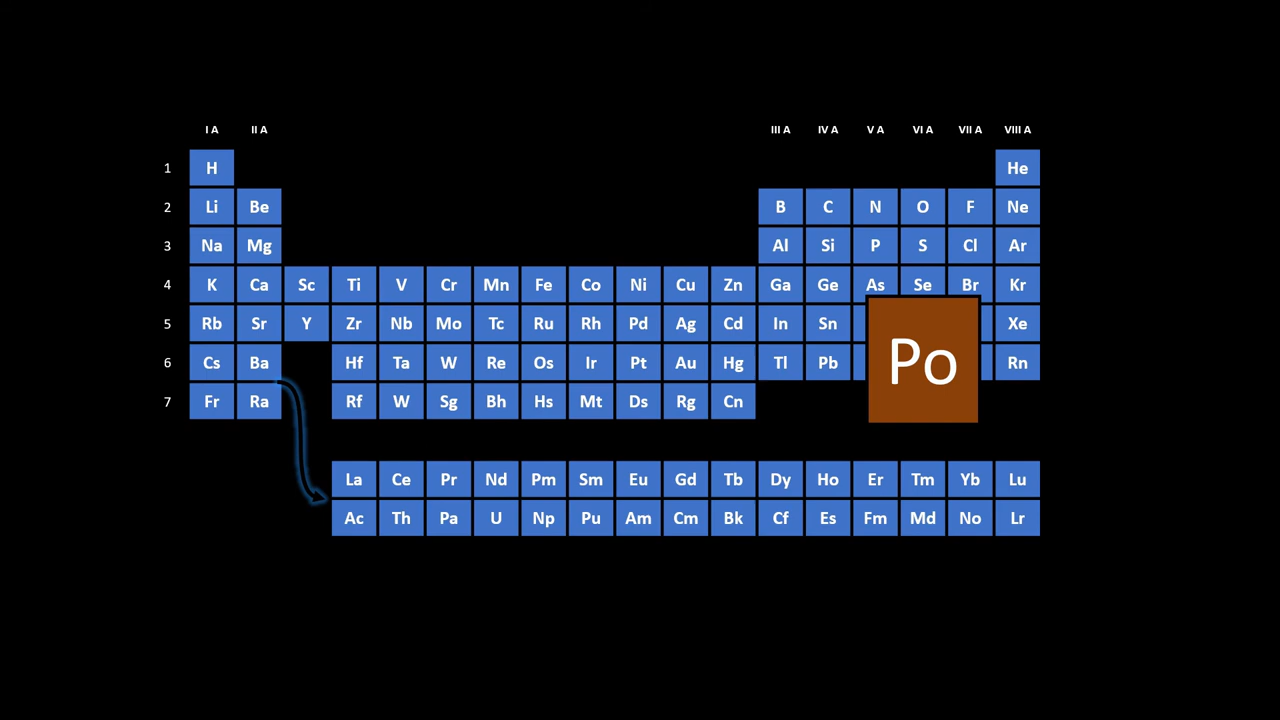 I A II A III A IV A V A VI A VII A VIII A
1 H He
2 Li Be B C N O F Ne
3 Na Mg Al Si P S Cl Ar
4 K Ca Sc Ti V Cr Mn Fe Co Ni Cu Zn Ga Ge As Se Br Kr
5 Rb Sr Y Zr Nb Mo Tc Ru Rh Pd Ag Cd In Sn Xe
6 Cs Ba Hf Ta W Re Os Ir Pt Au Hg Tl Pb Po Rn
7 Fr Ra Rf W Sg Bh Hs Mt Ds Rg Cn
La Ce Pr Nd Pm Sm Eu Gd Tb Dy Ho Er Tm Yb Lu
Ac Th Pa U Np Pu Am Cm Bk Cf Es Fm Md No Lr